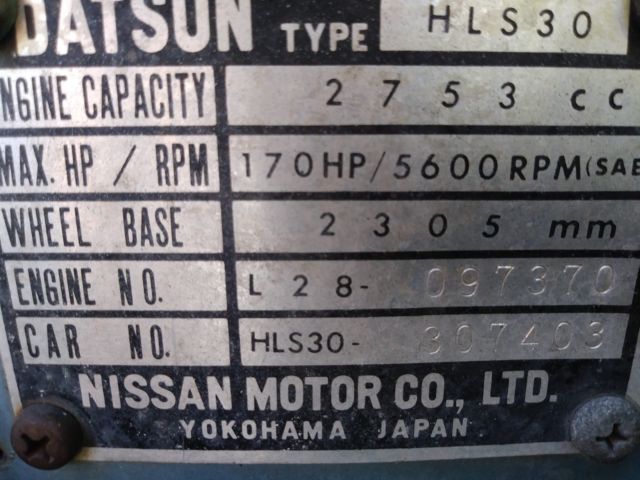 DATSUN TYPE HLS30
ENGINE CAPACITY 2753 cc
MAX. HP / RPM 170HP/5600RPM(SAE
WHEEL BASE 2305 mm
ENGINE NO. L28- 097370
CAR NO. HLS30- 307403
NISSAN MOTOR CO., LTD.
YOKOHAMA JAPAN